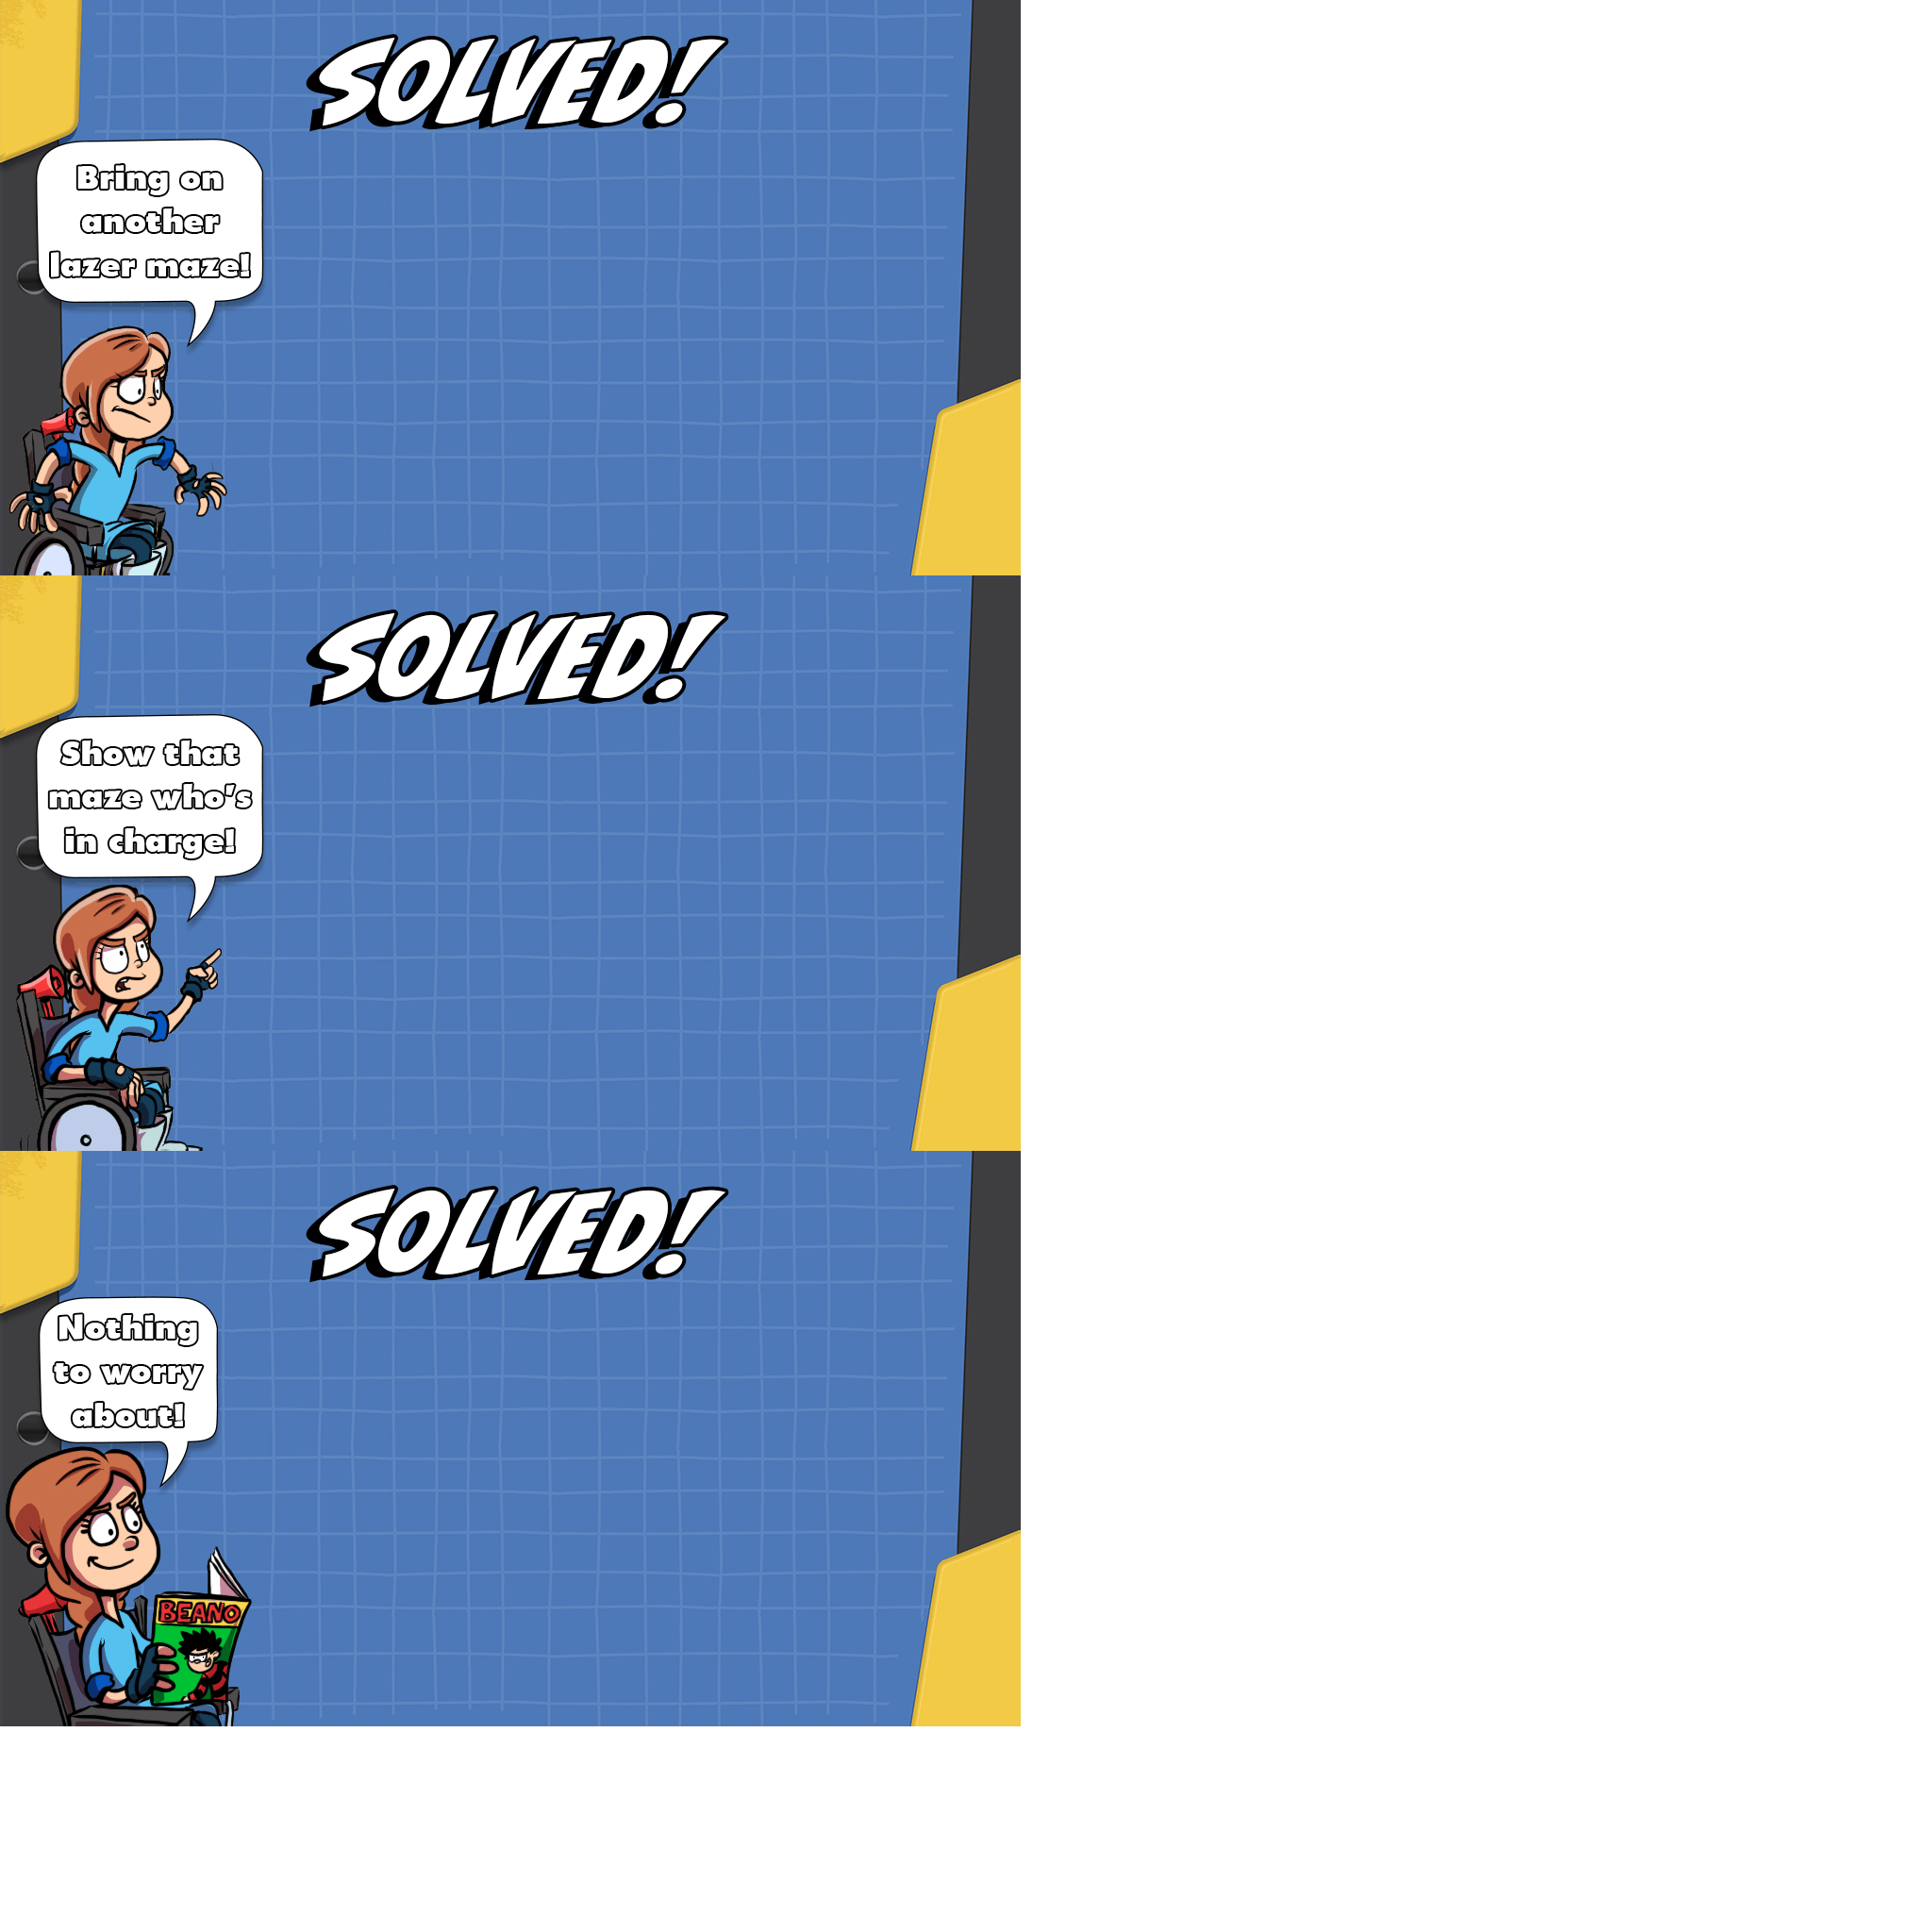 SOLVED!
Bring on
another
lazer maze!
SOLVED!
Show that
maze who's
in charge!
SOLVED!
Nothing
to worry
about!
BEANO